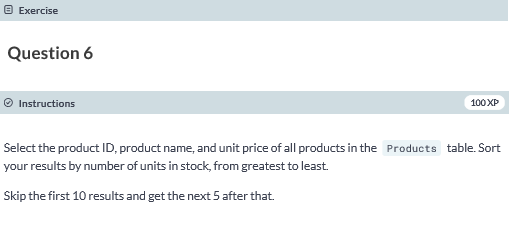 Exercise
Question 6
Instructions
100 XP
Select the product ID, product name, and unit price of all products in the Products table. Sort
your results by number of units in stock, from greatest to least.
Skip the first 10 results and get the next 5 after that.